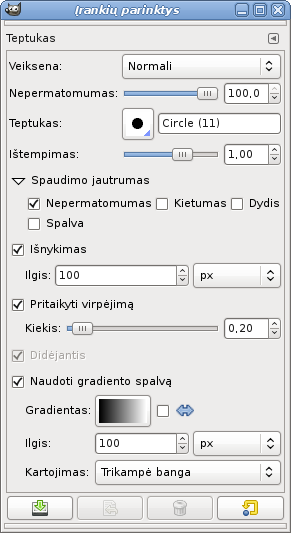 Įrankių parinktys
Teptukas
Veiksena: Normali
Nepermatomumas: 100,0
Teptukas: Circle (11)
Ištempimas: 1,00
Spaudimo jautrumas
Nepermatomumas Kietumas Dydis
Spalva
Išnykimas
Ilgis: 100 px
Pritaikyti virpėjimą
Kiekis: 0,20
Didėjantis
Naudoti gradiento spalvą
Gradientas:
Ilgis: 100 px
Kartojimas: Trikampė banga